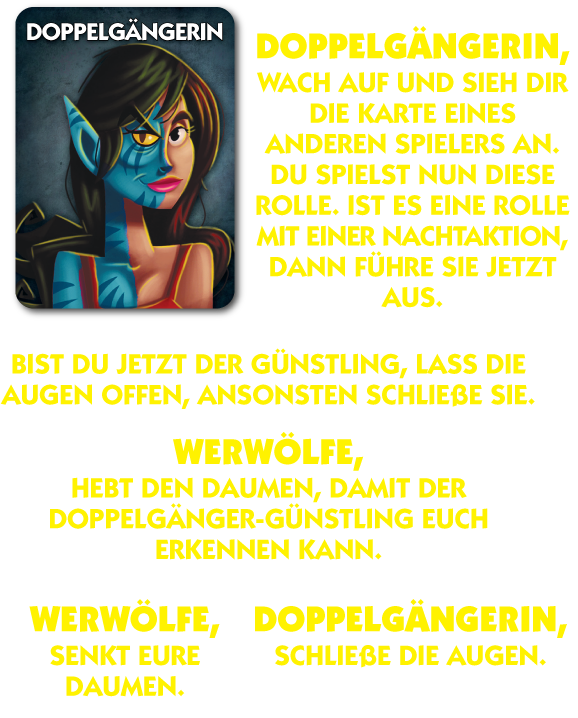 DOPPELGÄNGERIN
DOPPELGÄNGERIN,
WACH AUF UND SIEH DIR
DIE KARTE EINES
ANDEREN SPIELERS AN.
DU SPIELST NUN DIESE
ROLLE. IST ES EINE ROLLE
MIT EINER NACHTAKTION,
DANN FÜHRE SIE JETZT
AUS.
BIST DU JETZT DER GÜNSTLING, LASS DIE
AUGEN OFFEN, ANSONSTEN SCHLIEßE SIE.
WERWÖLFE,
HEBT DEN DAUMEN, DAMIT DER
DOPPELGÄNGER-GÜNSTLING EUCH
ERKENNEN KANN.
WERWÖLFE,
SENKT EURE
DAUMEN.
DOPPELGÄNGERIN,
SCHLIEßE DIE AUGEN.